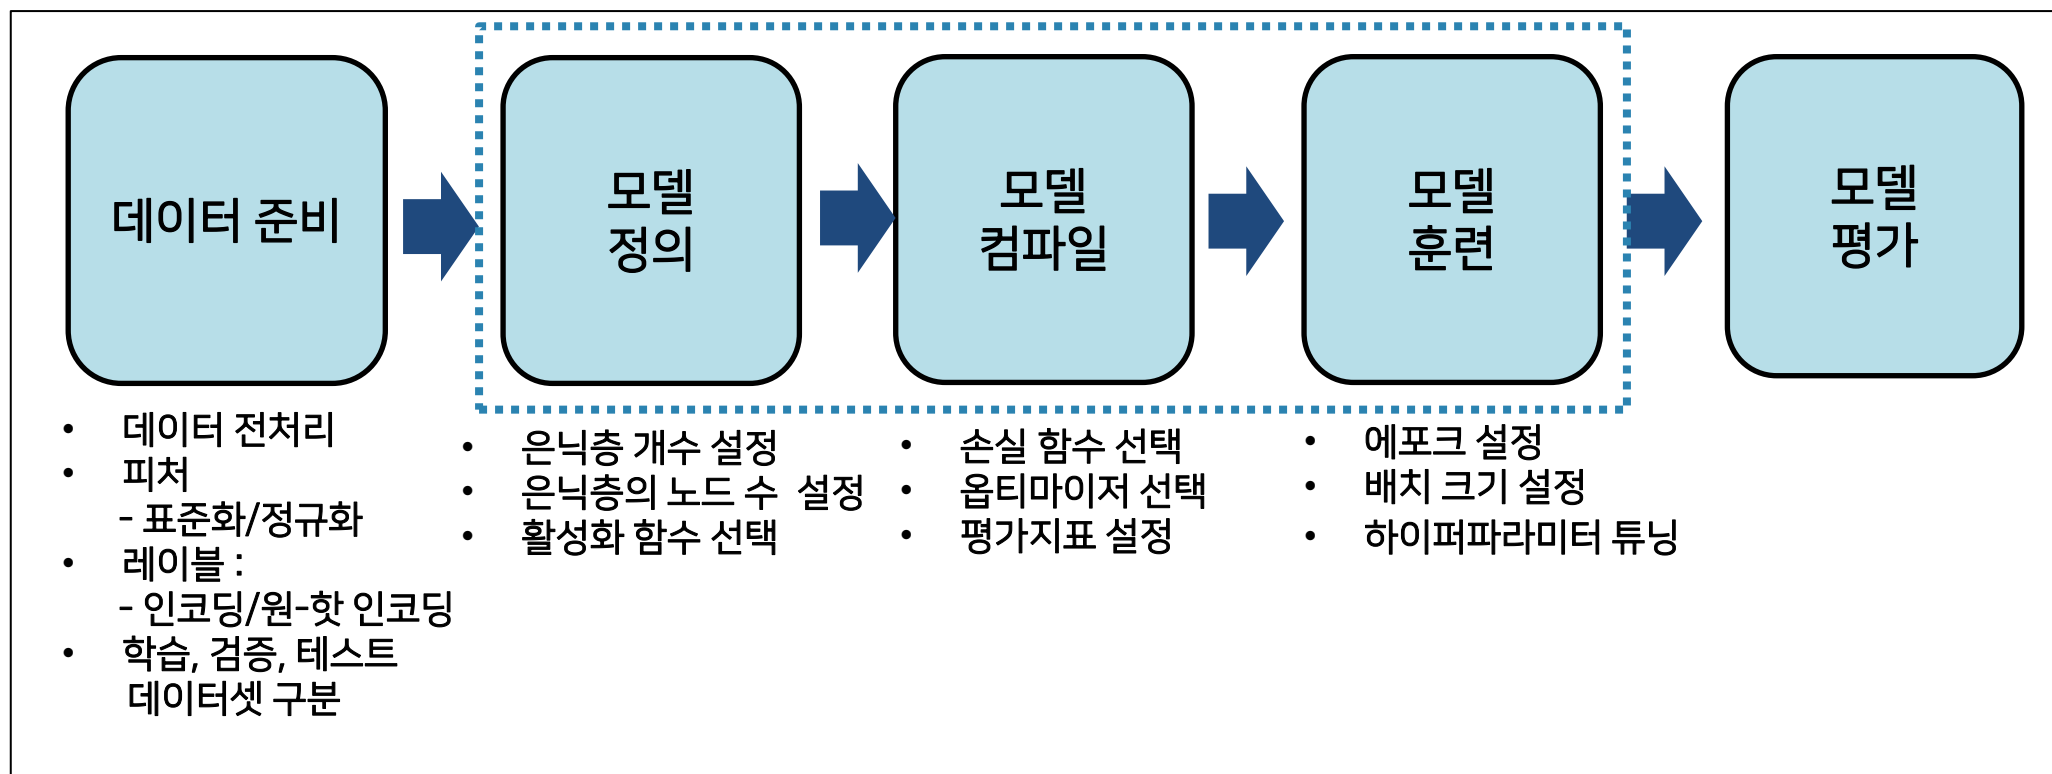 데이터 준비
모델
정의
모델
컴파일
모델
훈련
모델
평가
• 데이터 전처리
• 피처
- 표준화/정규화
• 레이블 :
- 인코딩/원-핫 인코딩
• 학습, 검증, 테스트
데이터셋 구분
• 은닉층 개수 설정
• 은닉층의 노드 수 설정
• 활성화 함수 선택
• 손실 함수 선택
• 옵티마이저 선택
• 평가지표 설정
• 에포크 설정
• 배치 크기 설정
• 하이퍼파라미터 튜닝